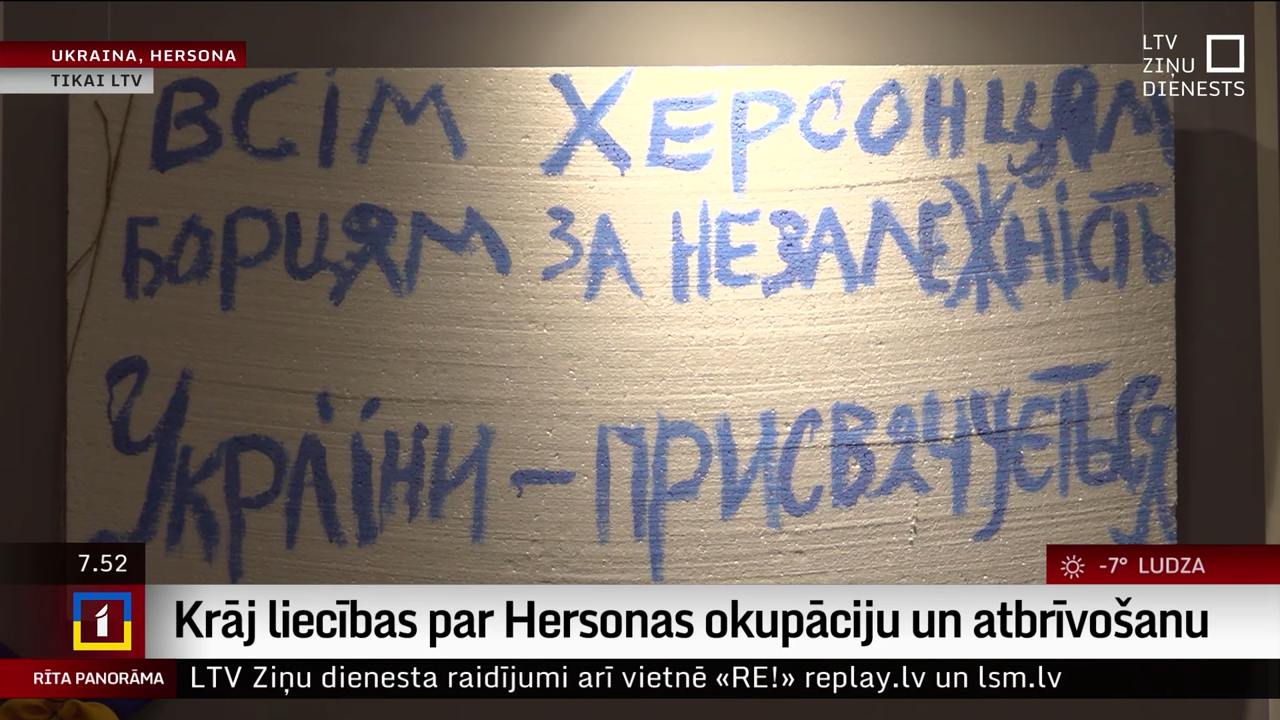 UKRAINA, HERSONA
TIKAI LTV
LTV
ZIŅU
DIENESTS
ВСІМ ХЕРСОНЦЯМ
БОРЦЯМ ЗА НЕЗАЛЕЖНІСТЬ
УКРАЇНИ – ПРИСВЯЧУЄТЬСЯ
7.52
-7° LUDZA
1
Krāj liecības par Hersonas okupāciju un atbrīvošanu
RĪTA PANORĀMA
LTV Ziņu dienesta raidījumi arī vietnē «RE!» replay.lv un lsm.lv